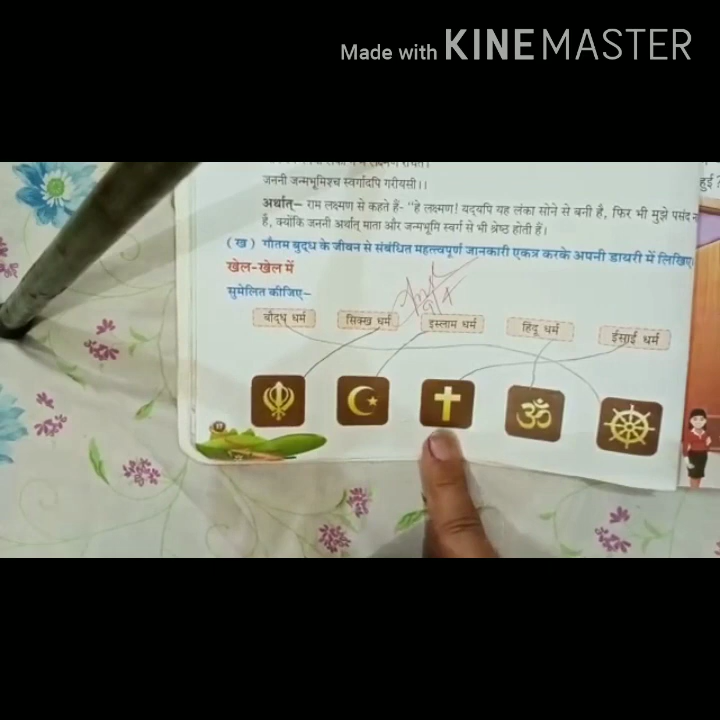 Made with KINEMASTER
जननी जन्मभूमिश्च स्वर्गादपि गरीयसी।।
हुई ?
अर्थात्– राम लक्ष्मण से कहते हैं- "हे लक्ष्मण! यद्यपि यह लंका सोने से बनी है, फिर भी मुझे पसंद
है, क्योंकि जननी अर्थात् माता और जन्मभूमि स्वर्ग से भी श्रेष्ठ होती हैं।
( ख ) गौतम बुद्ध के जीवन से संबंधित महत्त्वपूर्ण जानकारी एकत्र करके अपनी डायरी में लिखिए।
खेल-खेल में
सुमेलित कीजिए–
बौद्ध धर्म सिक्ख धर्म इस्लाम धर्म हिंदू धर्म ईसाई धर्म
ॐ